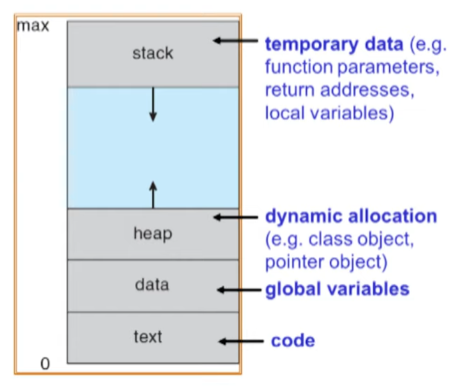 max
stack
temporary data (e.g.
function parameters,
return addresses,
local variables)
heap
dynamic allocation
(e.g. class object,
pointer object)
data
global variables
text
code
0